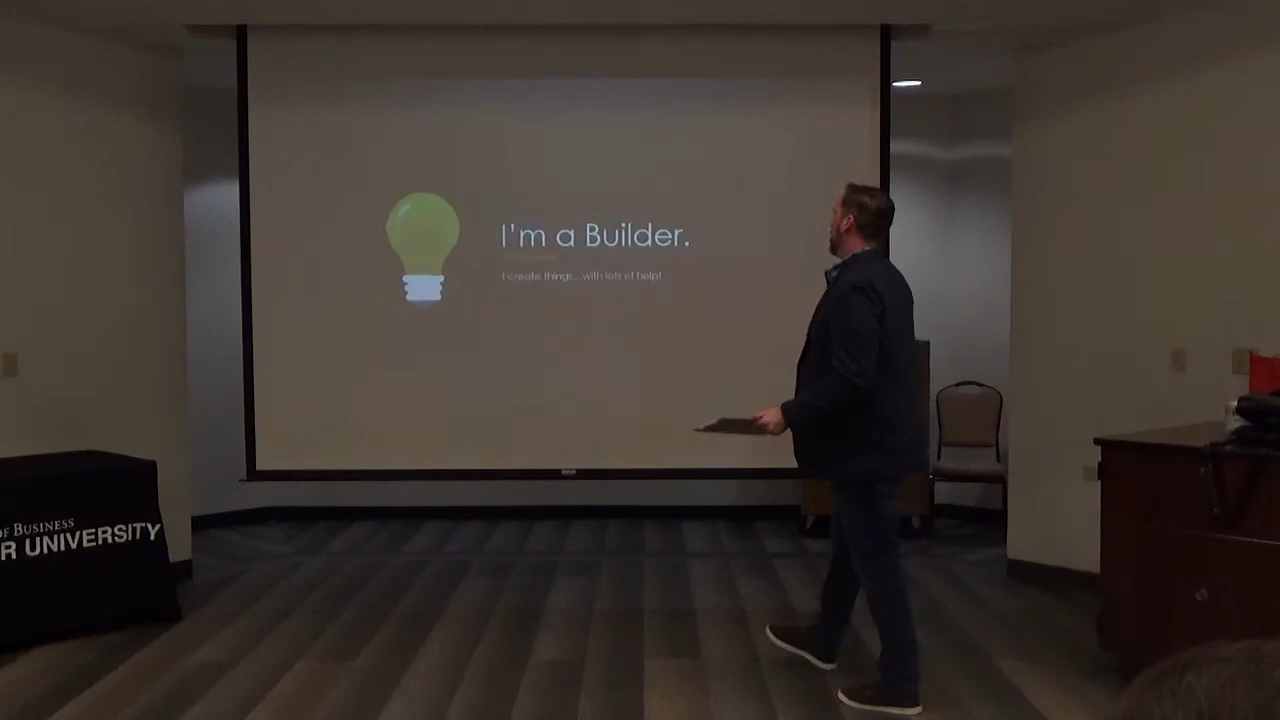 I'm a Builder.
I create things...with lots of help!
OF BUSINESS
R UNIVERSITY